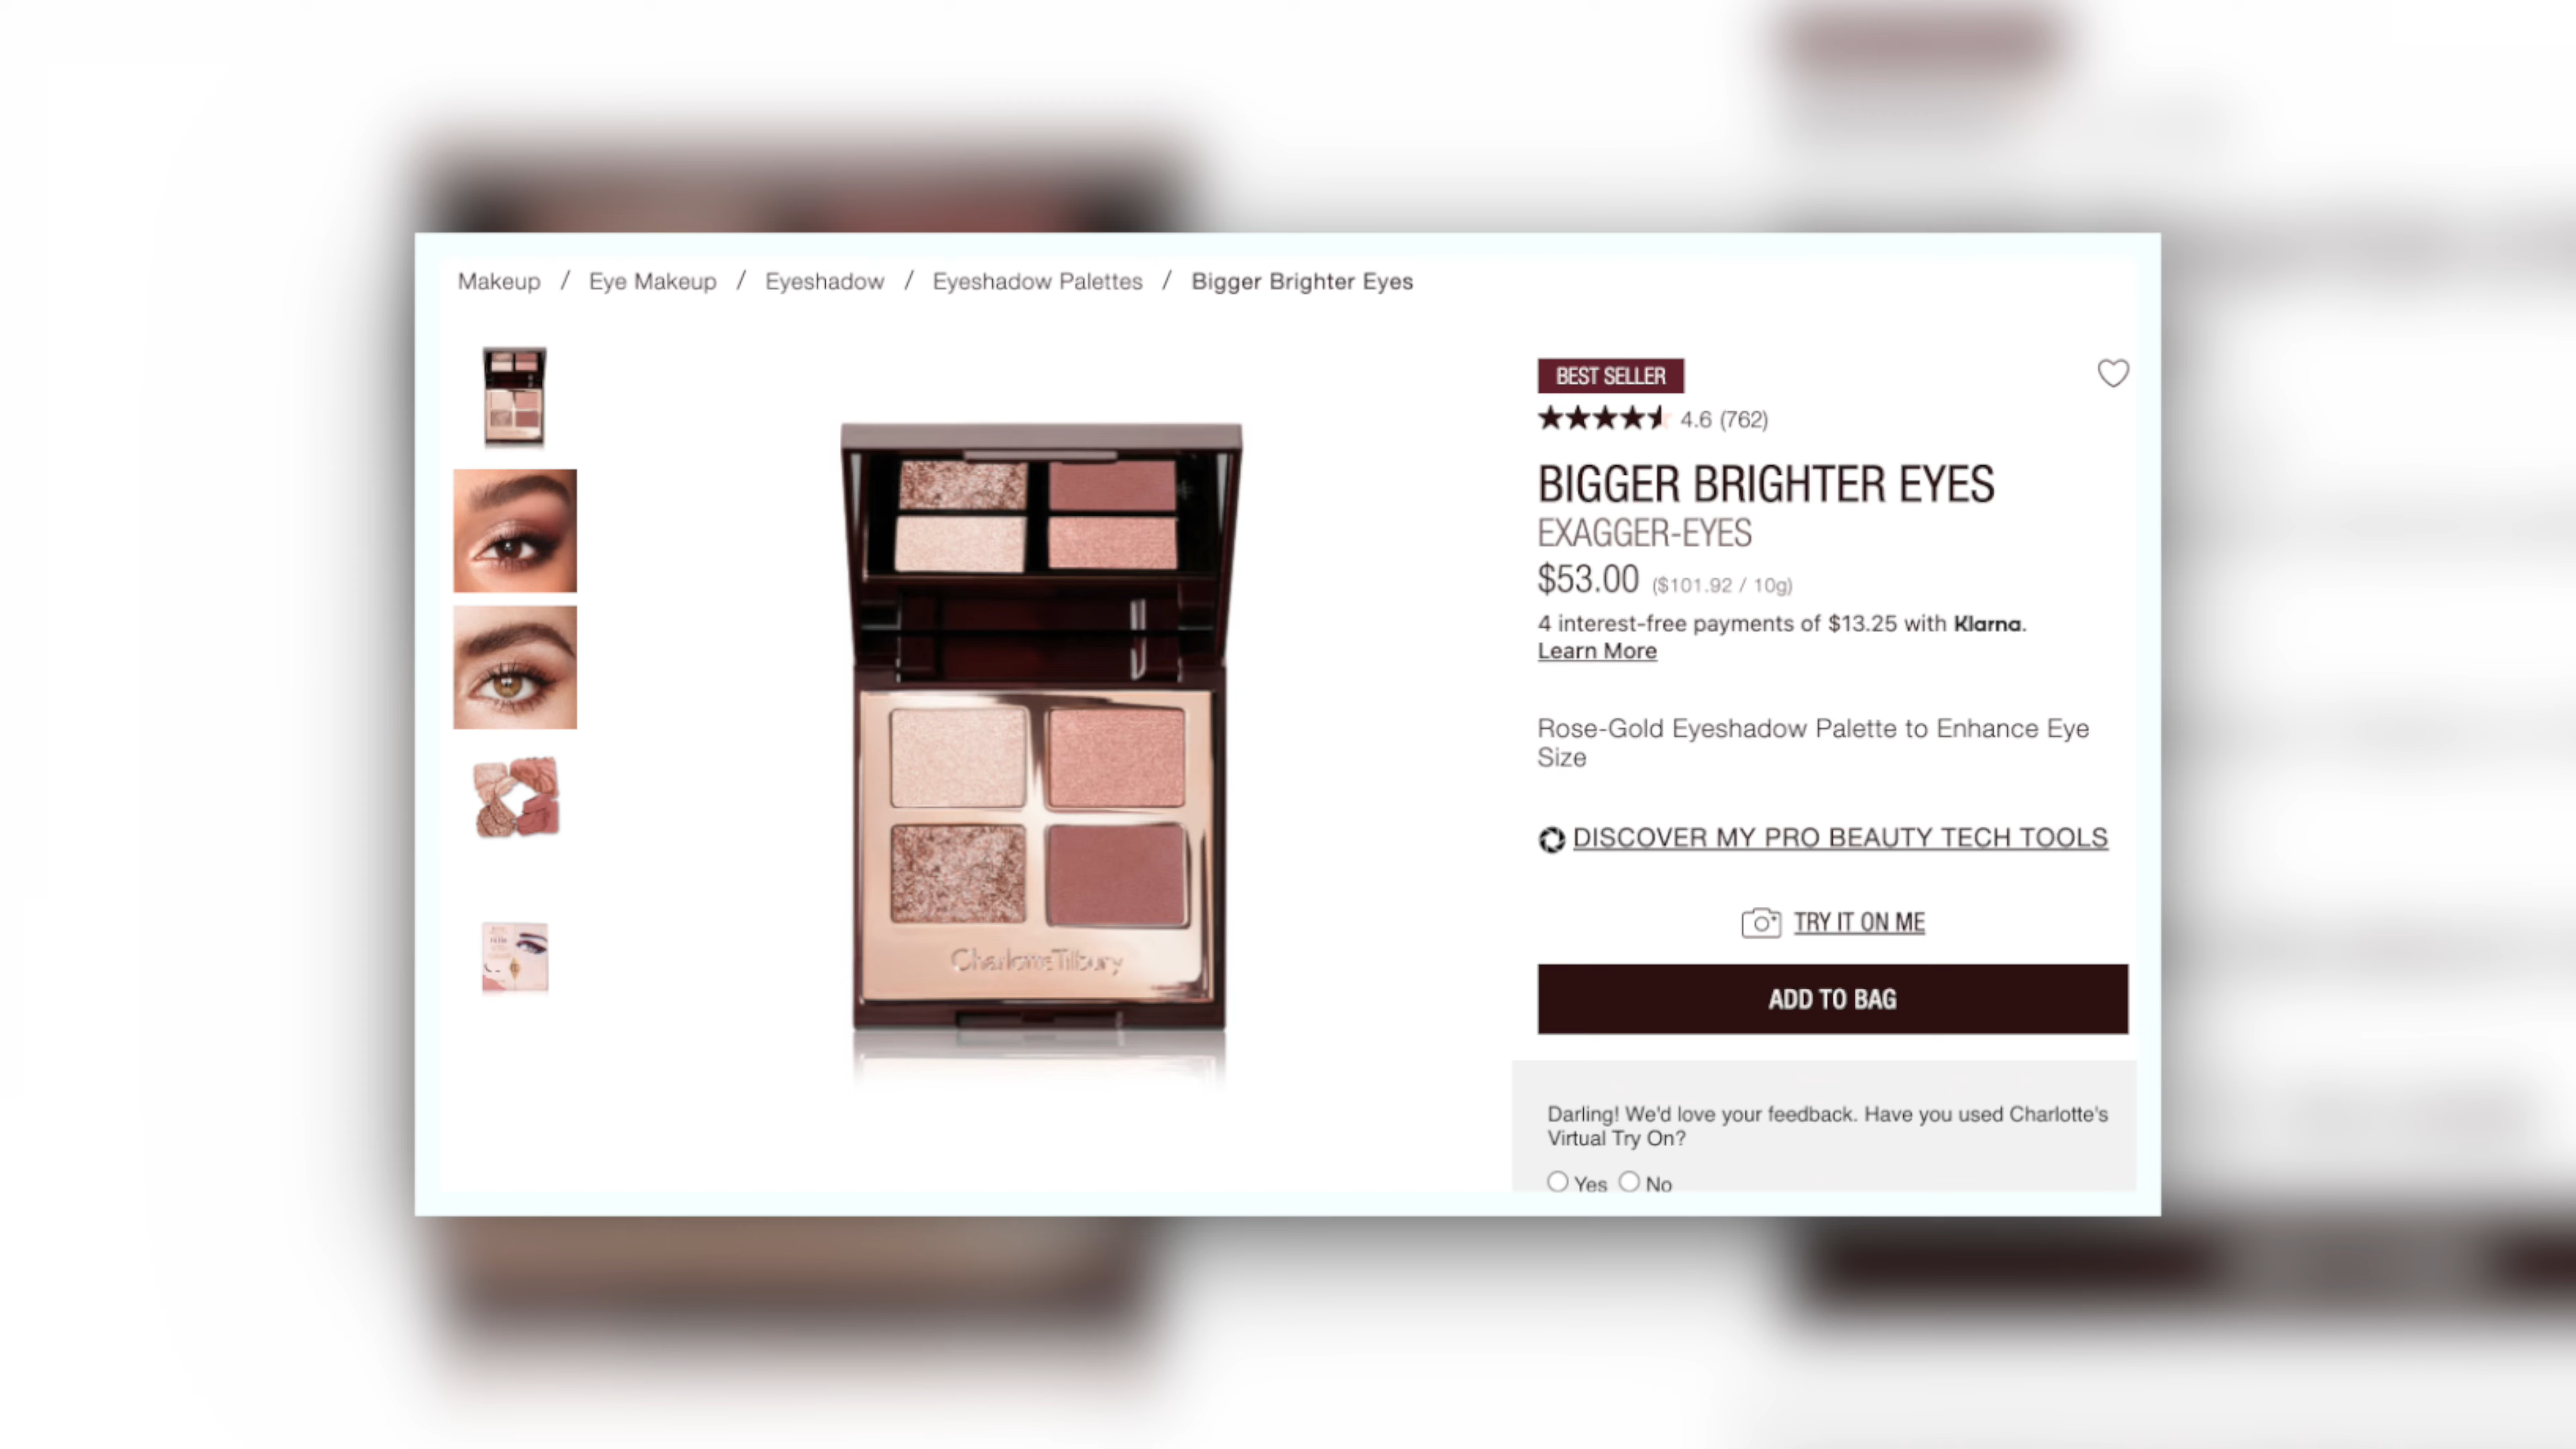 Makeup / Eye Makeup / Eyeshadow / Eyeshadow Palettes / Bigger Brighter Eyes
BEST SELLER
4.6 (762)
BIGGER BRIGHTER EYES
EXAGGER-EYES
$53.00 ($101.92 / 10g)
4 interest-free payments of $13.25 with Klarna.
Learn More
Rose-Gold Eyeshadow Palette to Enhance Eye
Size
DISCOVER MY PRO BEAUTY TECH TOOLS
TRY IT ON ME
ADD TO BAG
Darling! We'd love your feedback. Have you used Charlotte's
Virtual Try On?
Yes No
Charlotte Tilbury